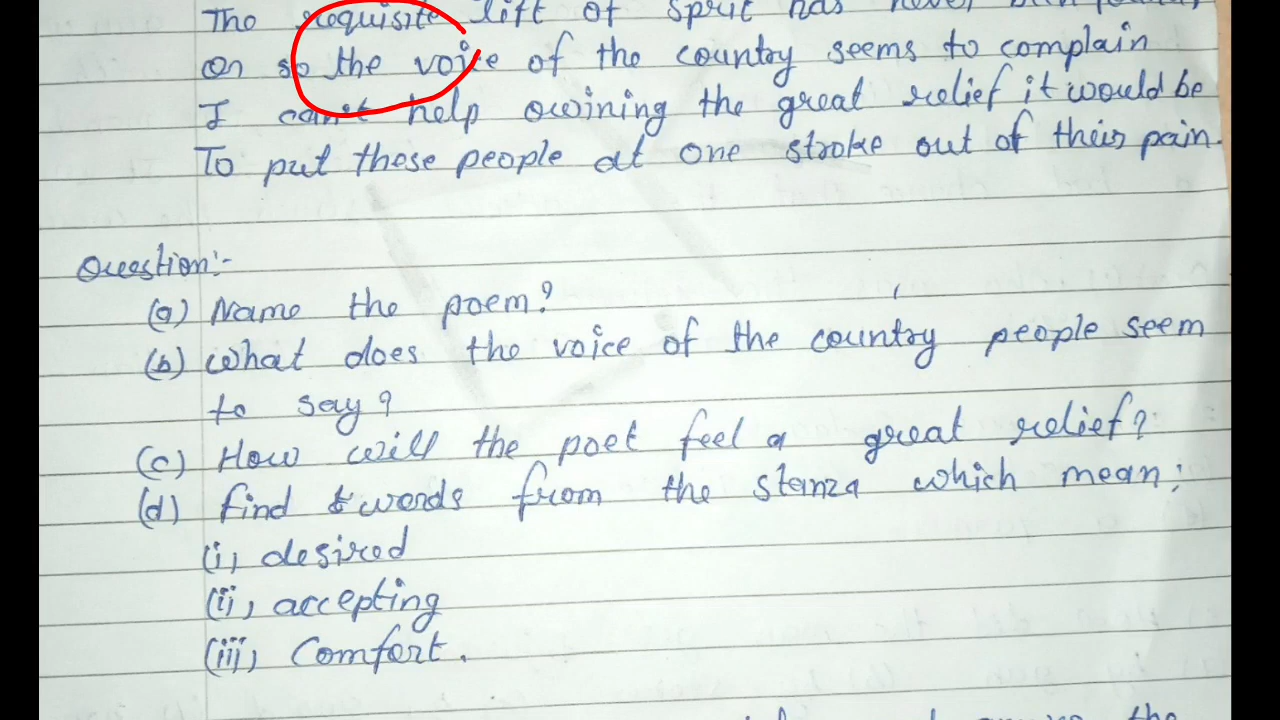 The requisite lift of sprit has never been
on so the voice of the country seems to complain
I can't help owining the great relief it would be
To put these people at one stroke out of their pain.
Question:-
(a) Name the poem?
(b) What does the voice of the country people seem
to say?
(c) How will the poet feel a great relief?
(d) find words from the stanza which mean:
(i) desired
(ii) accepting
(iii) Comfort.
the